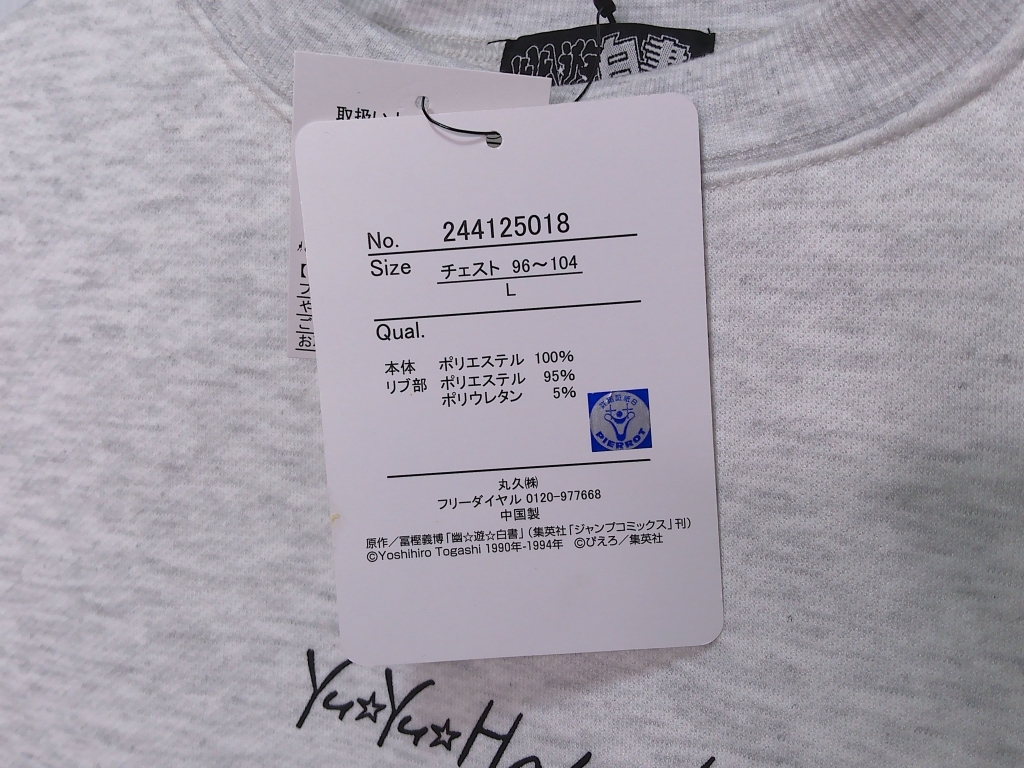 幽遊白書
取扱い
No. 244125018
Size チェスト 96～104
L
Qual.
本体 ポリエステル 100%
リブ部 ポリエステル 95%
ポリウレタン 5%
PIERROT
丸久㈱
フリーダイヤル 0120-977668
中国製
原作／冨樫義博「幽☆遊☆白書」(集英社「ジャンプコミックス」刊)
©Yoshihiro Togashi 1990年-1994年 ©ぴえろ／集英社
Yu☆Yu☆H